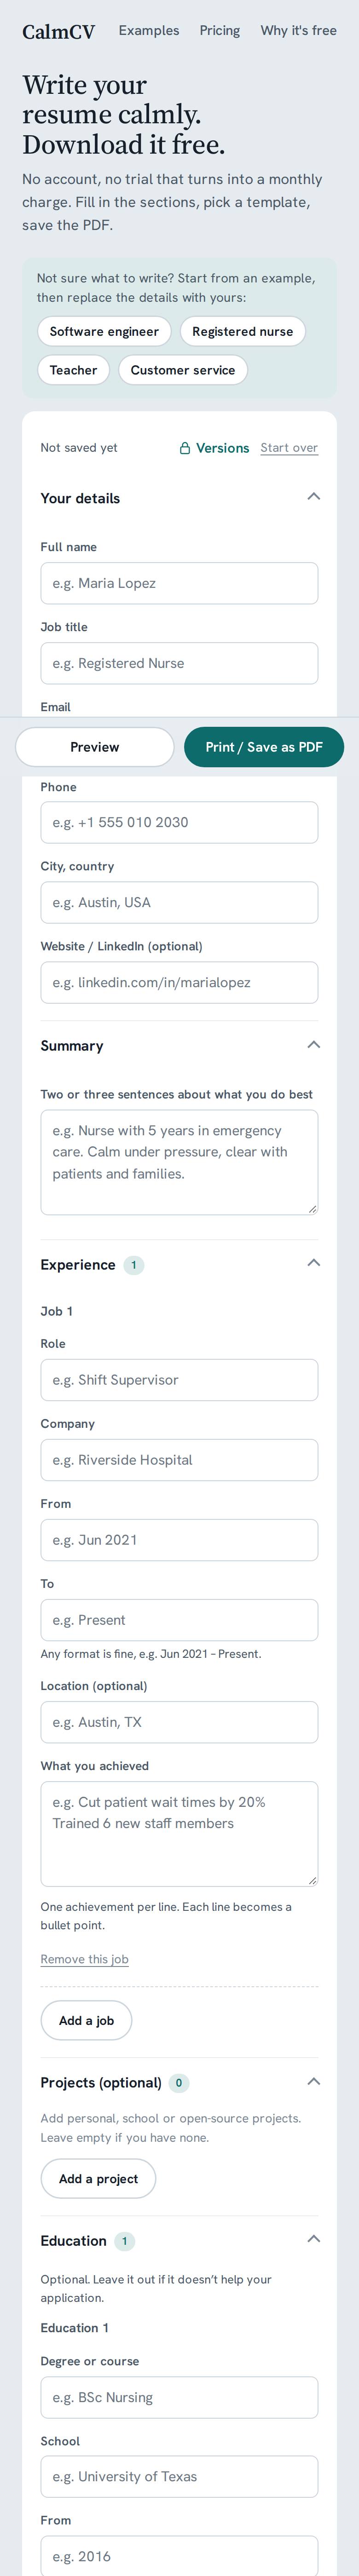 CalmCV Examples Pricing Why it's free
Write your
resume calmly.
Download it free.
No account, no trial that turns into a monthly
charge. Fill in the sections, pick a template,
save the PDF.
Not sure what to write? Start from an example,
then replace the details with yours:
Software engineer Registered nurse
Teacher Customer service
Not saved yet Versions Start over
Your details
Full name
e.g. Maria Lopez
Job title
e.g. Registered Nurse
Email
Preview Print / Save as PDF
Phone
e.g. +1 555 010 2030
City, country
e.g. Austin, USA
Website / LinkedIn (optional)
e.g. linkedin.com/in/marialopez
Summary
Two or three sentences about what you do best
e.g. Nurse with 5 years in emergency
care. Calm under pressure, clear with
patients and families.
Experience 1
Job 1
Role
e.g. Shift Supervisor
Company
e.g. Riverside Hospital
From
e.g. Jun 2021
To
e.g. Present
Any format is fine, e.g. Jun 2021 – Present.
Location (optional)
e.g. Austin, TX
What you achieved
e.g. Cut patient wait times by 20%
Trained 6 new staff members
One achievement per line. Each line becomes a
bullet point.
Remove this job
Add a job
Projects (optional) 0
Add personal, school or open-source projects.
Leave empty if you have none.
Add a project
Education 1
Optional. Leave it out if it doesn’t help your
application.
Education 1
Degree or course
e.g. BSc Nursing
School
e.g. University of Texas
From
e.g. 2016